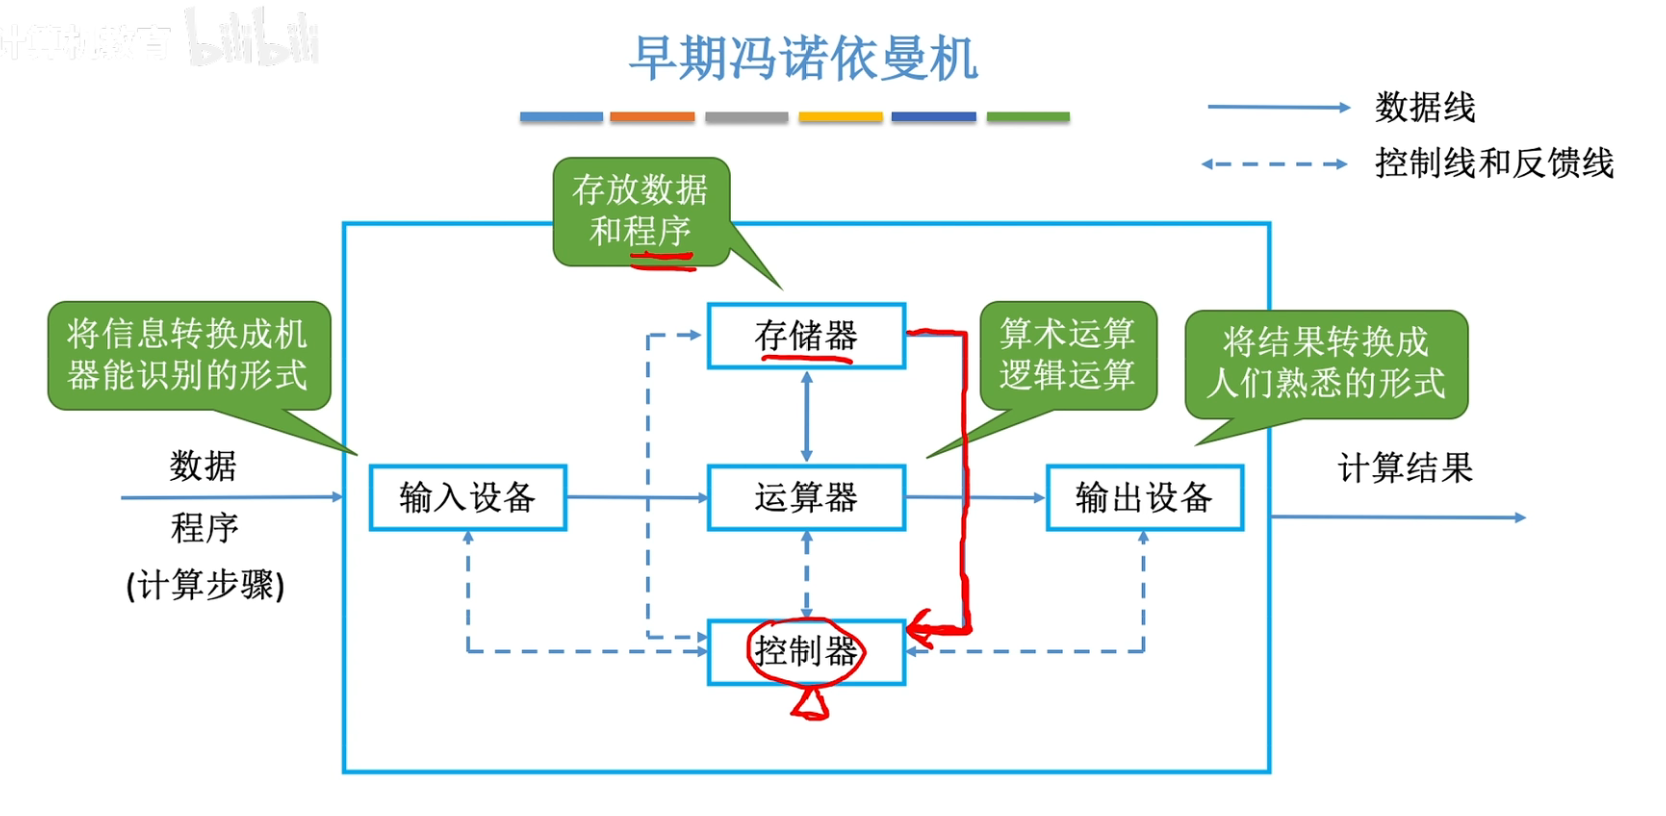 计算机教育 bilibili
早期冯诺依曼机
数据线
控制线和反馈线
存放数据
和程序
将信息转换成机
器能识别的形式
存储器
算术运算
逻辑运算
将结果转换成
人们熟悉的形式
数据
程序
(计算步骤)
输入设备
运算器
输出设备
计算结果
控制器